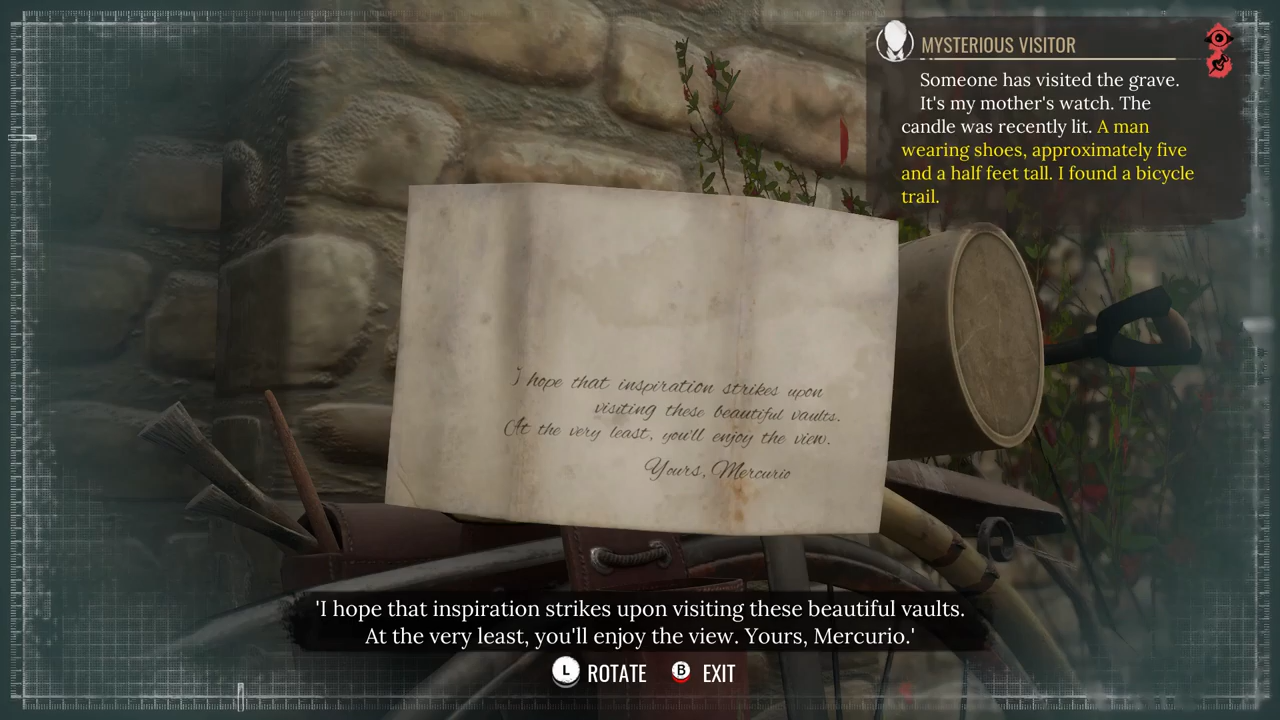 MYSTERIOUS VISITOR
Someone has visited the grave.
It's my mother's watch. The
candle was recently lit. A man
wearing shoes, approximately five
and a half feet tall. I found a bicycle
trail.
I hope that inspiration strikes upon
visiting these beautiful vaults.
At the very least, you'll enjoy the view.
Yours, Mercurio
'I hope that inspiration strikes upon visiting these beautiful vaults.
At the very least, you'll enjoy the view. Yours, Mercurio.'
L ROTATE B EXIT